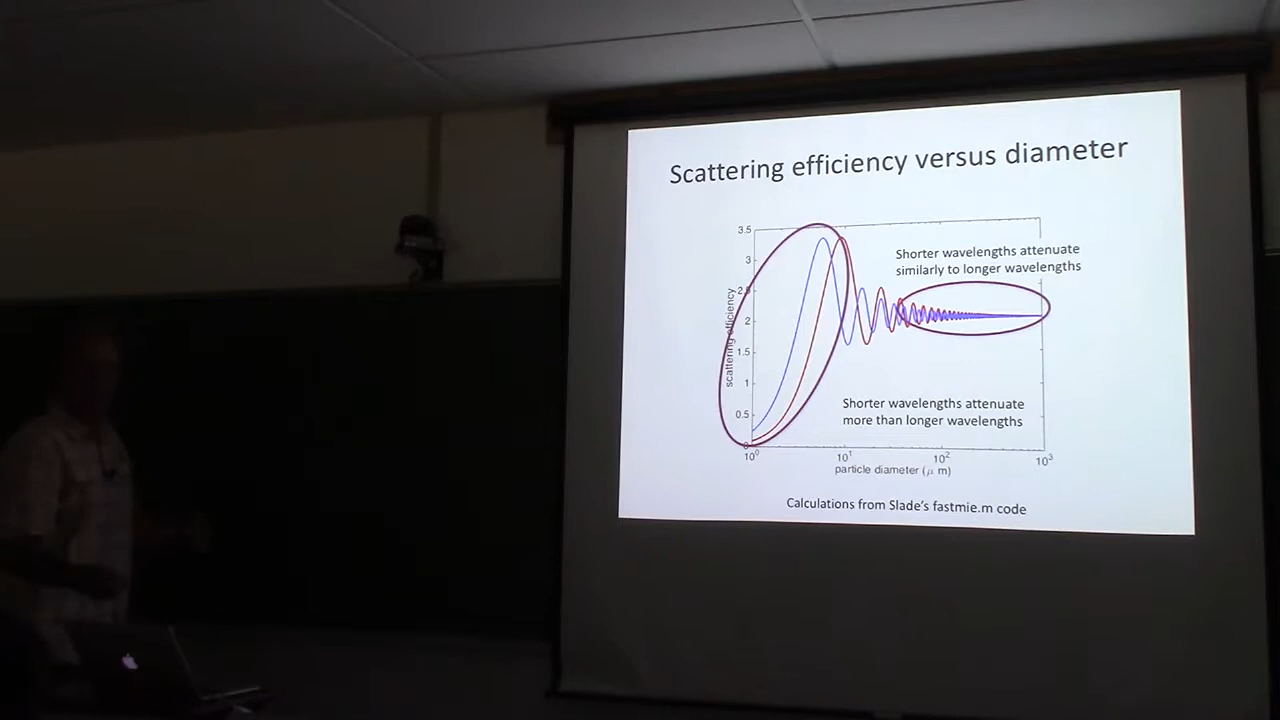 Scattering efficiency versus diameter
3.5
3
2.5
2
1.5
1
0.5
0
scattering efficiency
Shorter wavelengths attenuate
similarly to longer wavelengths
Shorter wavelengths attenuate
more than longer wavelengths
10⁰
10¹
10²
10³
particle diameter (μ m)
Calculations from Slade's fastmie.m code